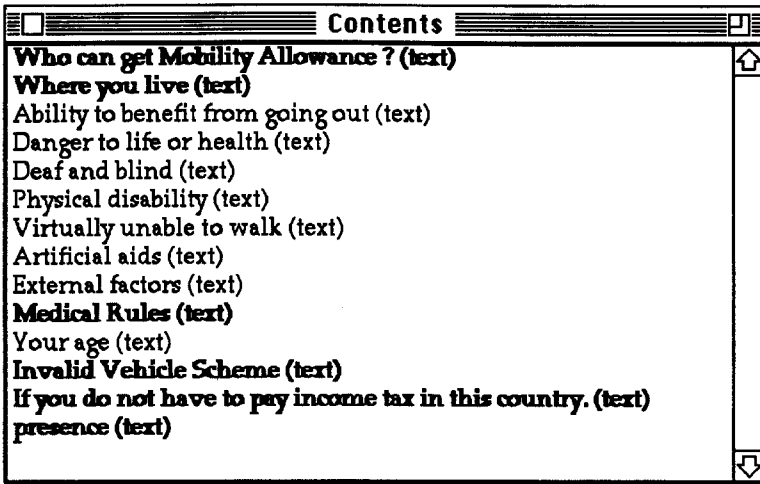 Contents
Who can get Mobility Allowance ? (text)
Where you live (text)
Ability to benefit from going out (text)
Danger to life or health (text)
Deaf and blind (text)
Physical disability (text)
Virtually unable to walk (text)
Artificial aids (text)
External factors (text)
Medical Rules (text)
Your age (text)
Invalid Vehicle Scheme (text)
If you do not have to pay income tax in this country. (text)
presence (text)